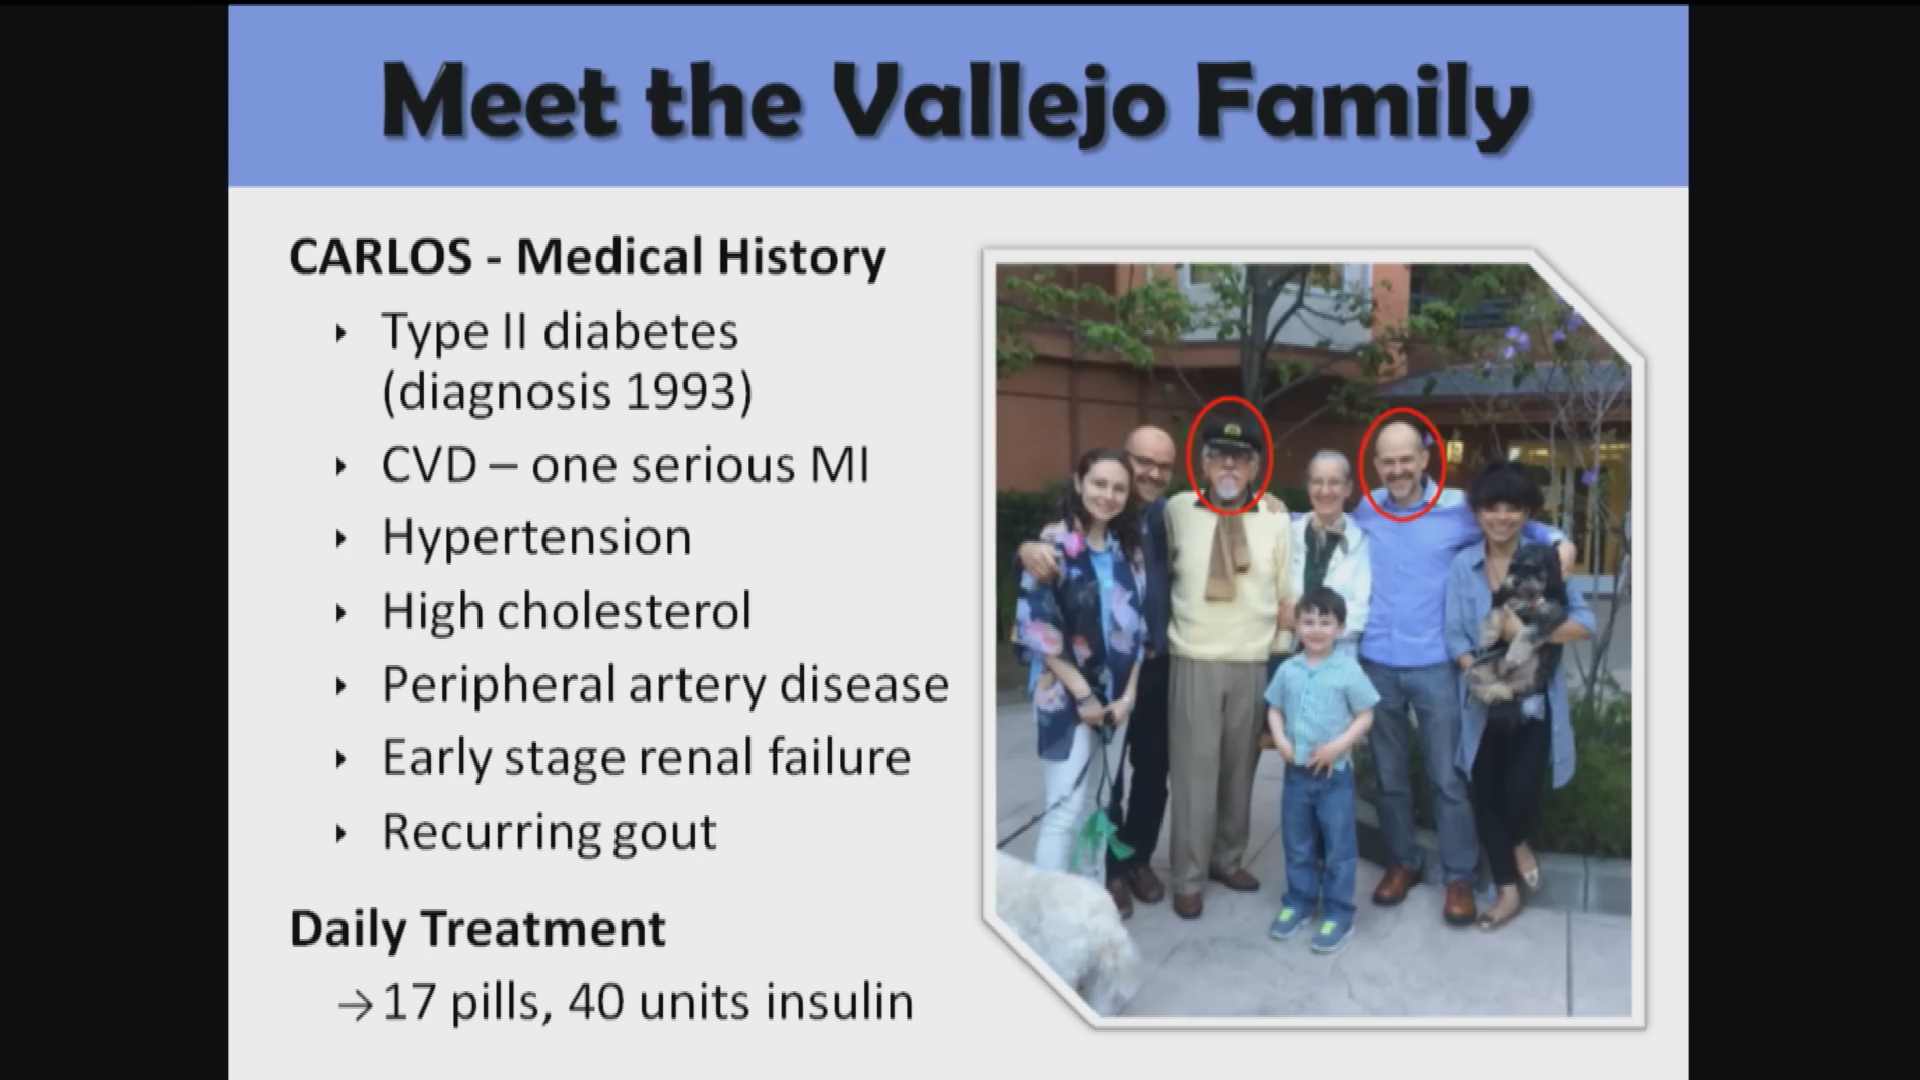 Meet the Vallejo Family
CARLOS - Medical History
‣ Type II diabetes
(diagnosis 1993)
‣ CVD – one serious MI
‣ Hypertension
‣ High cholesterol
‣ Peripheral artery disease
‣ Early stage renal failure
‣ Recurring gout
Daily Treatment
→ 17 pills, 40 units insulin